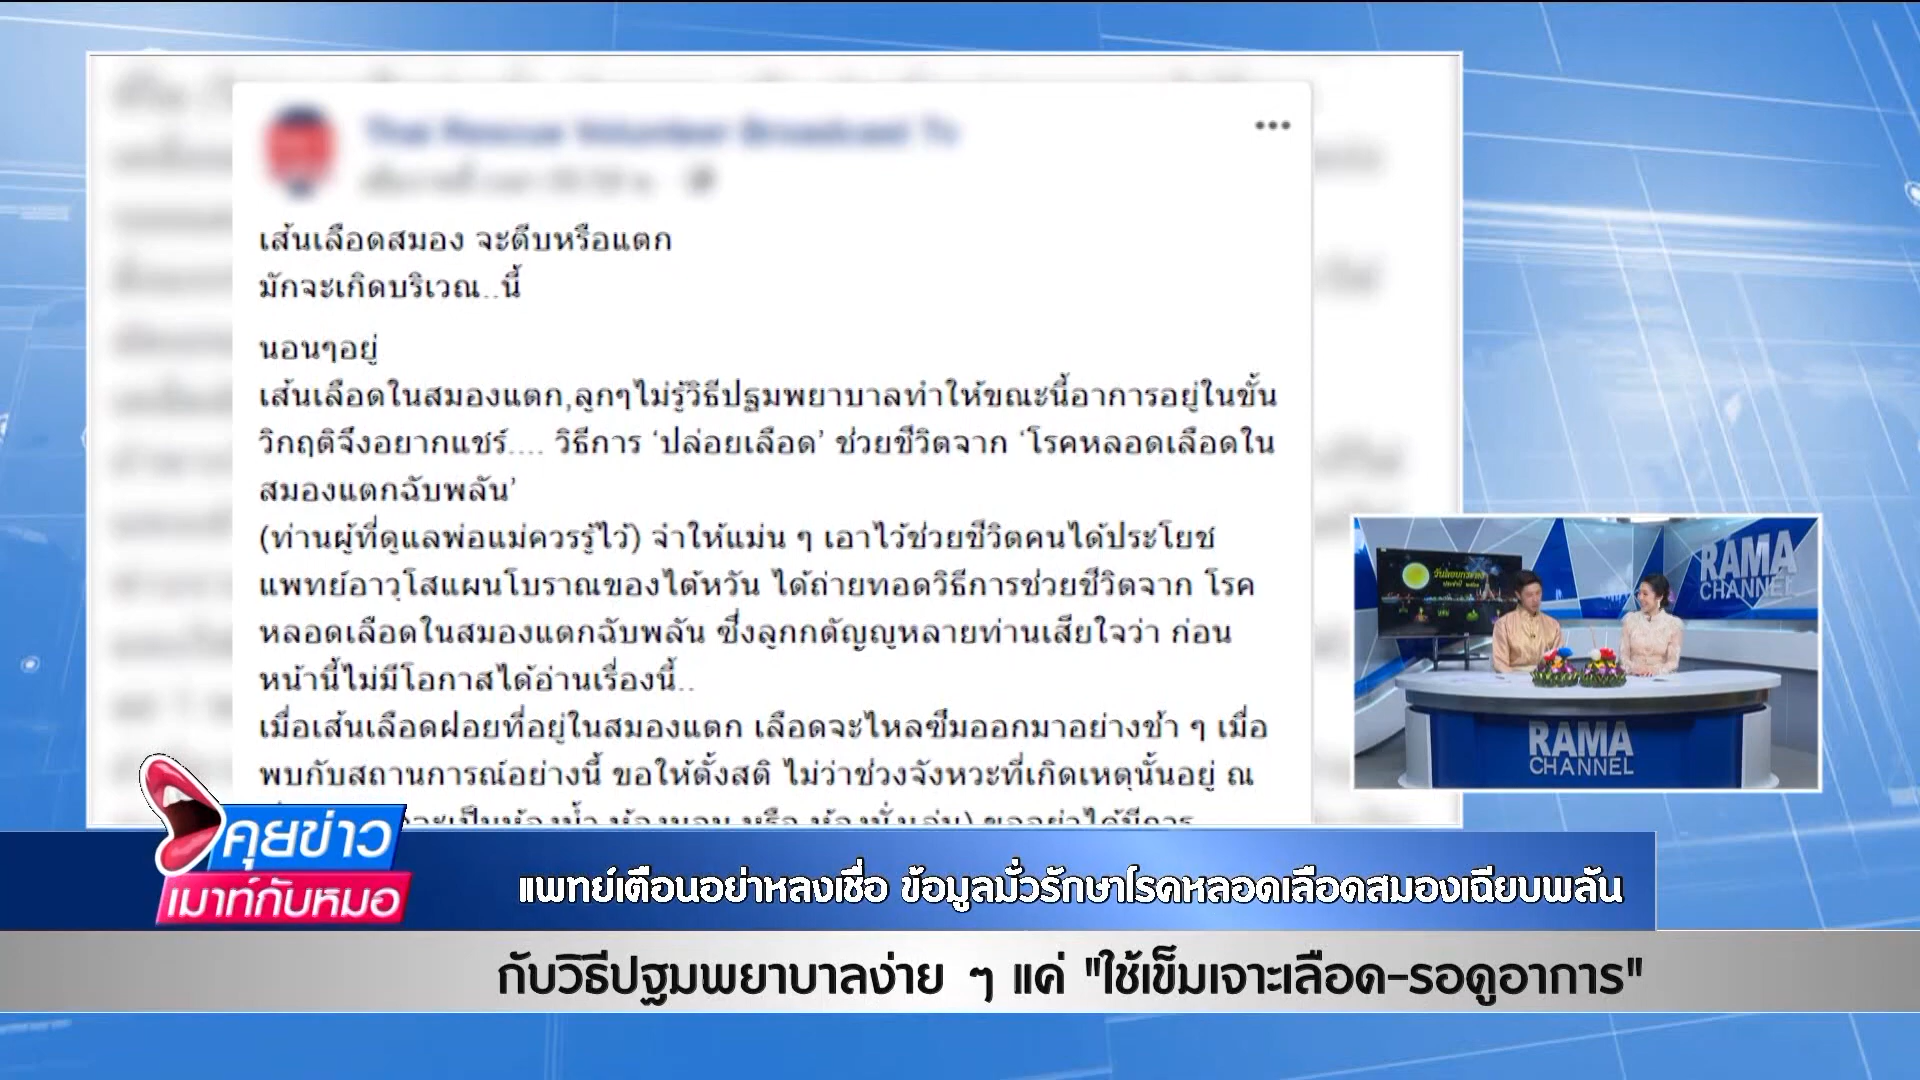 เส้นเลือดสมอง จะตีบหรือแตก
มักจะเกิดบริเวณ..นี้
นอนๆอยู่
เส้นเลือดในสมองแตก,ลูกๆไม่รู้วิธีปฐมพยาบาลทำให้ขณะนี้อาการอยู่ในขั้น
วิกฤติจึงอยากแชร์.... วิธีการ ‘ปล่อยเลือด’ ช่วยชีวิตจาก ‘โรคหลอดเลือดใน
สมองแตกฉับพลัน’
(ท่านผู้ที่ดูแลพ่อแม่ควรรู้ไว้) จำให้แม่น ๆ เอาไว้ช่วยชีวิตคนได้ประโยช
แพทย์อาวุโสแผนโบราณของไต้หวัน ได้ถ่ายทอดวิธีการช่วยชีวิตจาก โรค
หลอดเลือดในสมองแตกฉับพลัน ซึ่งลูกกตัญญูหลายท่านเสียใจว่า ก่อน
หน้านี้ไม่มีโอกาสได้อ่านเรื่องนี้..
เมื่อเส้นเลือดฝอยที่อยู่ในสมองแตก เลือดจะไหลซึมออกมาอย่างช้า ๆ เมื่อ
พบกับสถานการณ์อย่างนี้ ขอให้ตั้งสติ ไม่ว่าช่วงจังหวะที่เกิดเหตุนั้นอยู่ ณ
RAMA
CHANNEL
วันลอยกระทง
RAMA
CHANNEL
คุยข่าว
เมาท์กับหมอ
แพทย์เตือนอย่าหลงเชื่อ ข้อมูลมั่วรักษาโรคหลอดเลือดสมองเฉียบพลัน
กับวิธีปฐมพยาบาลง่าย ๆ แค่ "ใช้เข็มเจาะเลือด-รอดูอาการ"